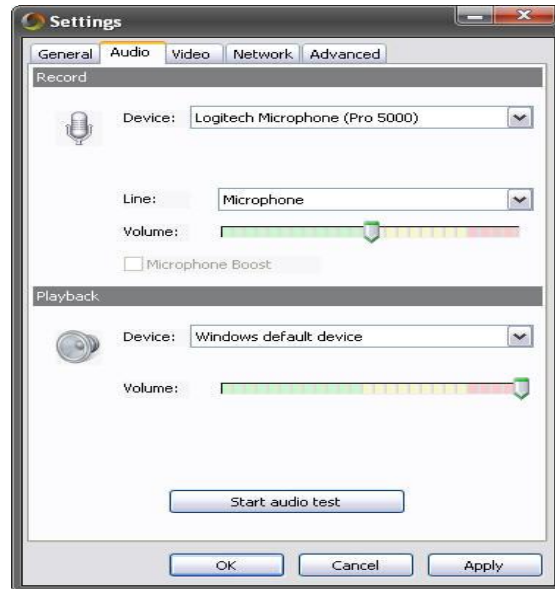 Settings
General Audio Video Network Advanced
Record
Device: Logitech Microphone (Pro 5000)
Line: Microphone
Volume:
Microphone Boost
Playback
Device: Windows default device
Volume:
Start audio test
OK Cancel Apply